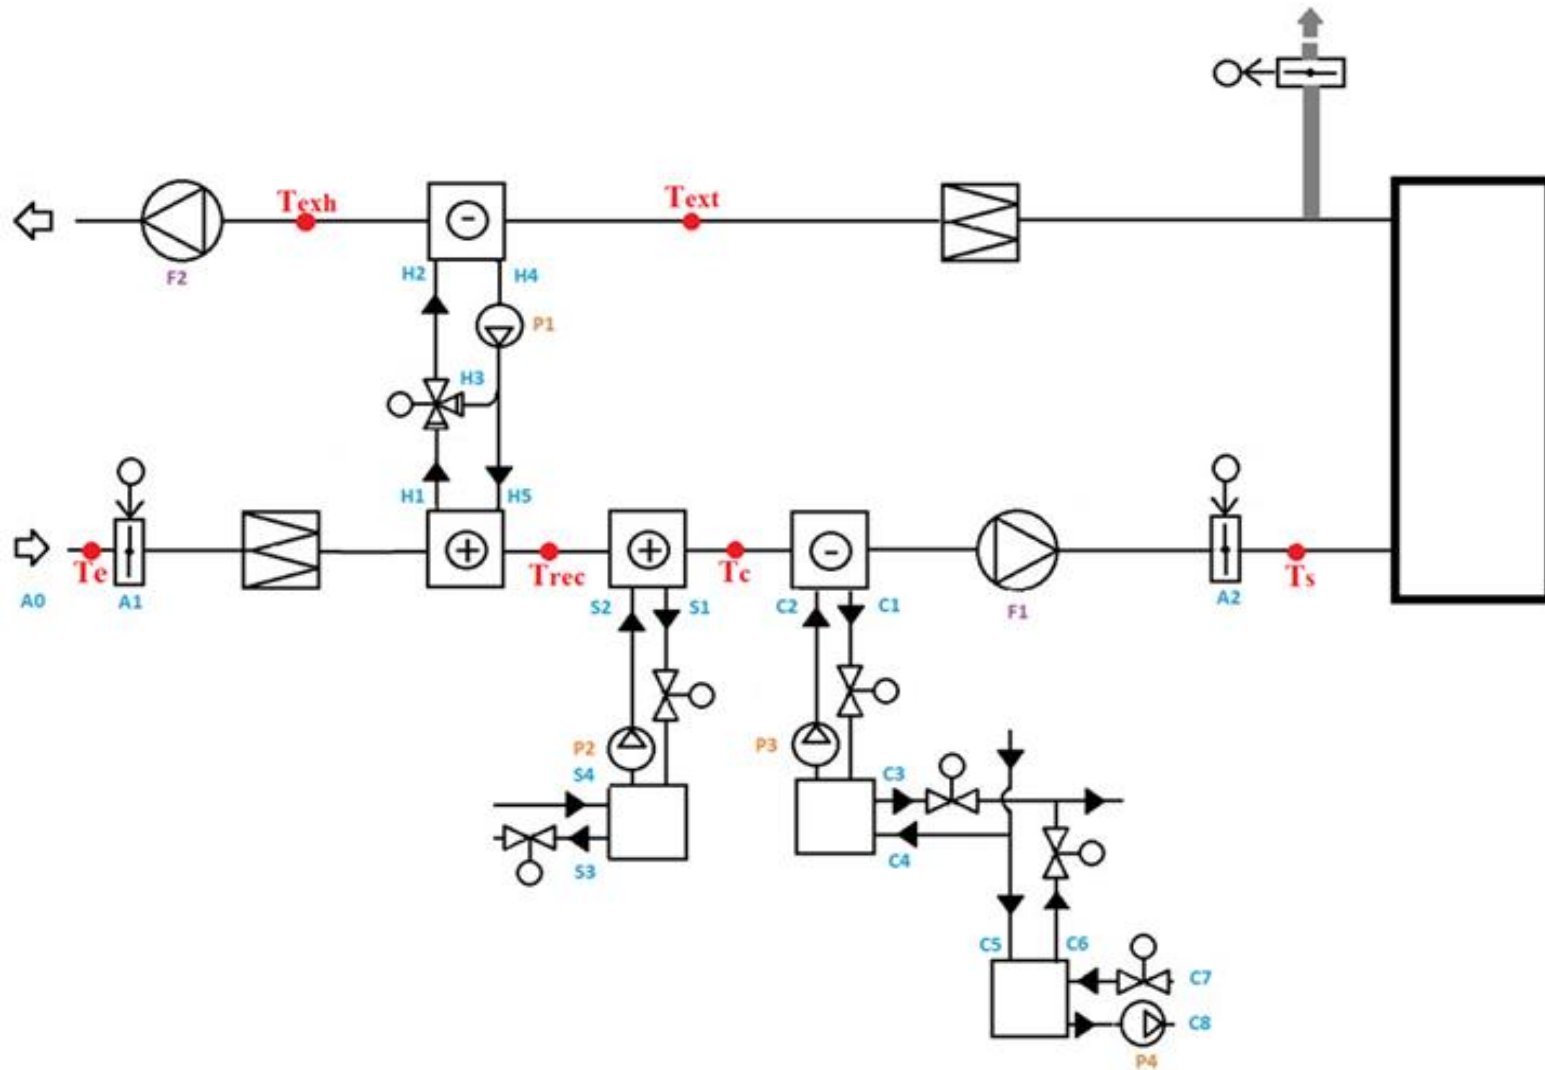 Texh
Text
F2
H2
H4
P1
H3
H1
H5
Te
A0
A1
Trec
Tc
Ts
A2
S2
S1
C2
C1
F1
P2
P3
S4
C3
S3
C4
C5
C6
C7
C8
P4
+
+
-
-